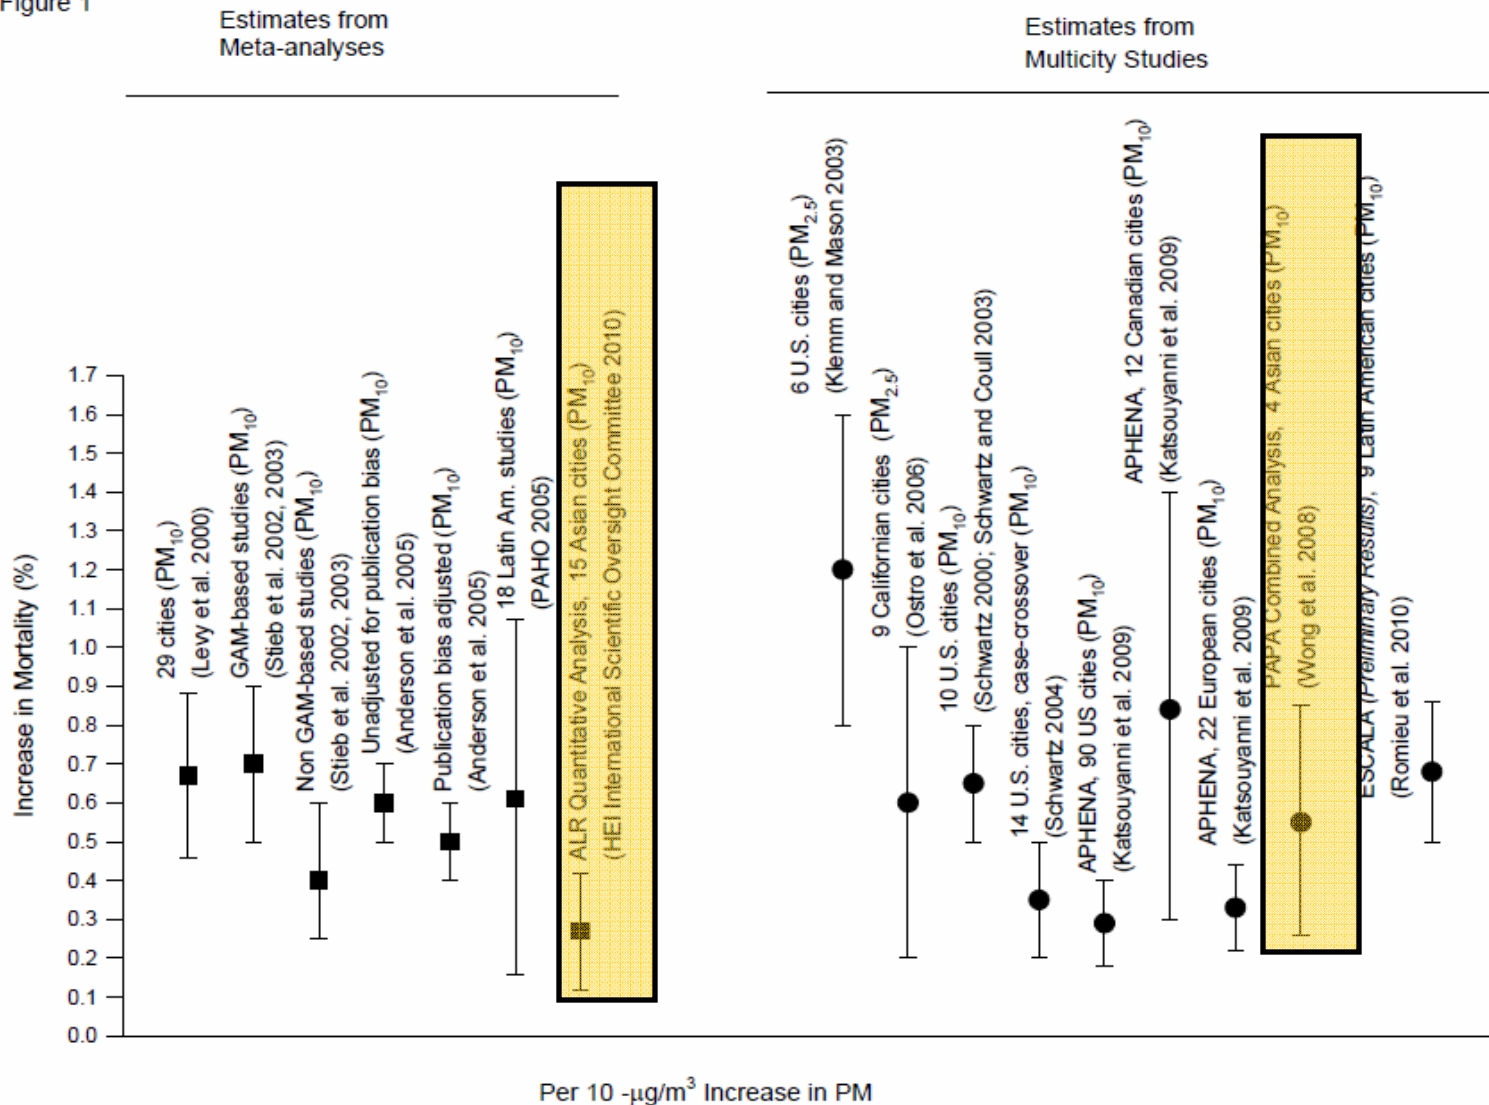 Figure 1
Estimates from
Meta-analyses
Estimates from
Multicity Studies
Increase in Mortality (%)
1.7
1.6
1.5
1.4
1.3
1.2
1.1
1.0
0.9
0.8
0.7
0.6
0.5
0.4
0.3
0.2
0.1
0.0
29 cities (PM10)
(Levy et al. 2000)
GAM-based studies (PM10)
(Stieb et al. 2002, 2003)
Non GAM-based studies (PM10)
(Stieb et al. 2002, 2003)
Unadjusted for publication bias (PM10)
(Anderson et al. 2005)
Publication bias adjusted (PM10)
(Anderson et al. 2005)
18 Latin Am. studies (PM10)
(PAHO 2005)
ALR Quantitative Analysis, 15 Asian cities (PM10)
(HEI International Scientific Oversight Committee 2010)
6 U.S. cities (PM2.5)
(Klemm and Mason 2003)
9 Californian cities (PM2.5)
(Ostro et al. 2006)
10 U.S. cities (PM10)
(Schwartz 2000; Schwartz and Coull 2003)
14 U.S. cities, case-crossover (PM10)
(Schwartz 2004)
APHENA, 90 US cities (PM10)
(Katsouyanni et al. 2009)
APHENA, 12 Canadian cities (PM10)
(Katsouyanni et al. 2009)
APHENA, 22 European cities (PM10)
(Katsouyanni et al. 2009)
PAPA Combined Analysis, 4 Asian cities (PM10)
(Wong et al. 2008)
ESCALA (Preliminary Results), 9 Latin American cities (PM10)
(Romieu et al. 2010)
Per 10 -µg/m3 Increase in PM